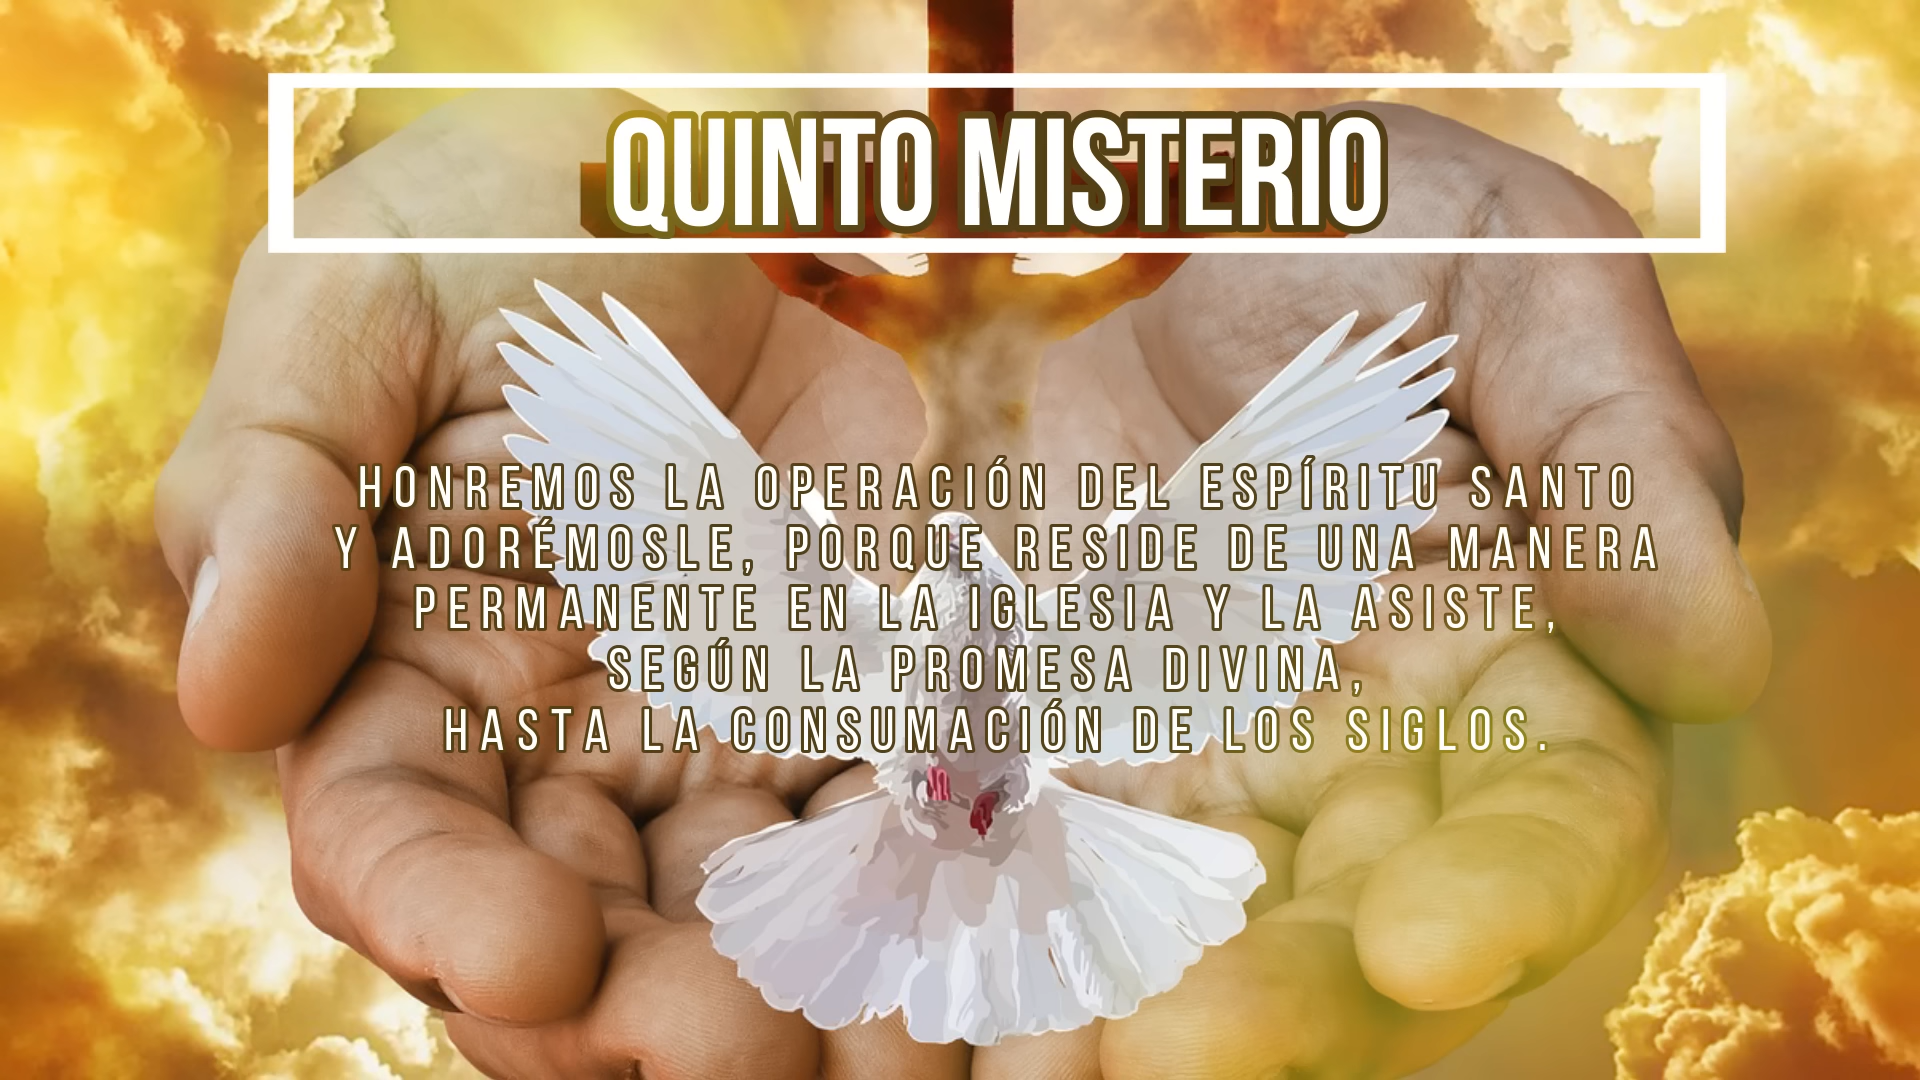 QUINTO MISTERIO
HONREMOS LA OPERACIÓN DEL ESPÍRITU SANTO
Y ADORÉMOSLE, PORQUE RESIDE DE UNA MANERA
PERMANENTE EN LA IGLESIA Y LA ASISTE,
SEGÚN LA PROMESA DIVINA,
HASTA LA CONSUMACIÓN DE LOS SIGLOS.